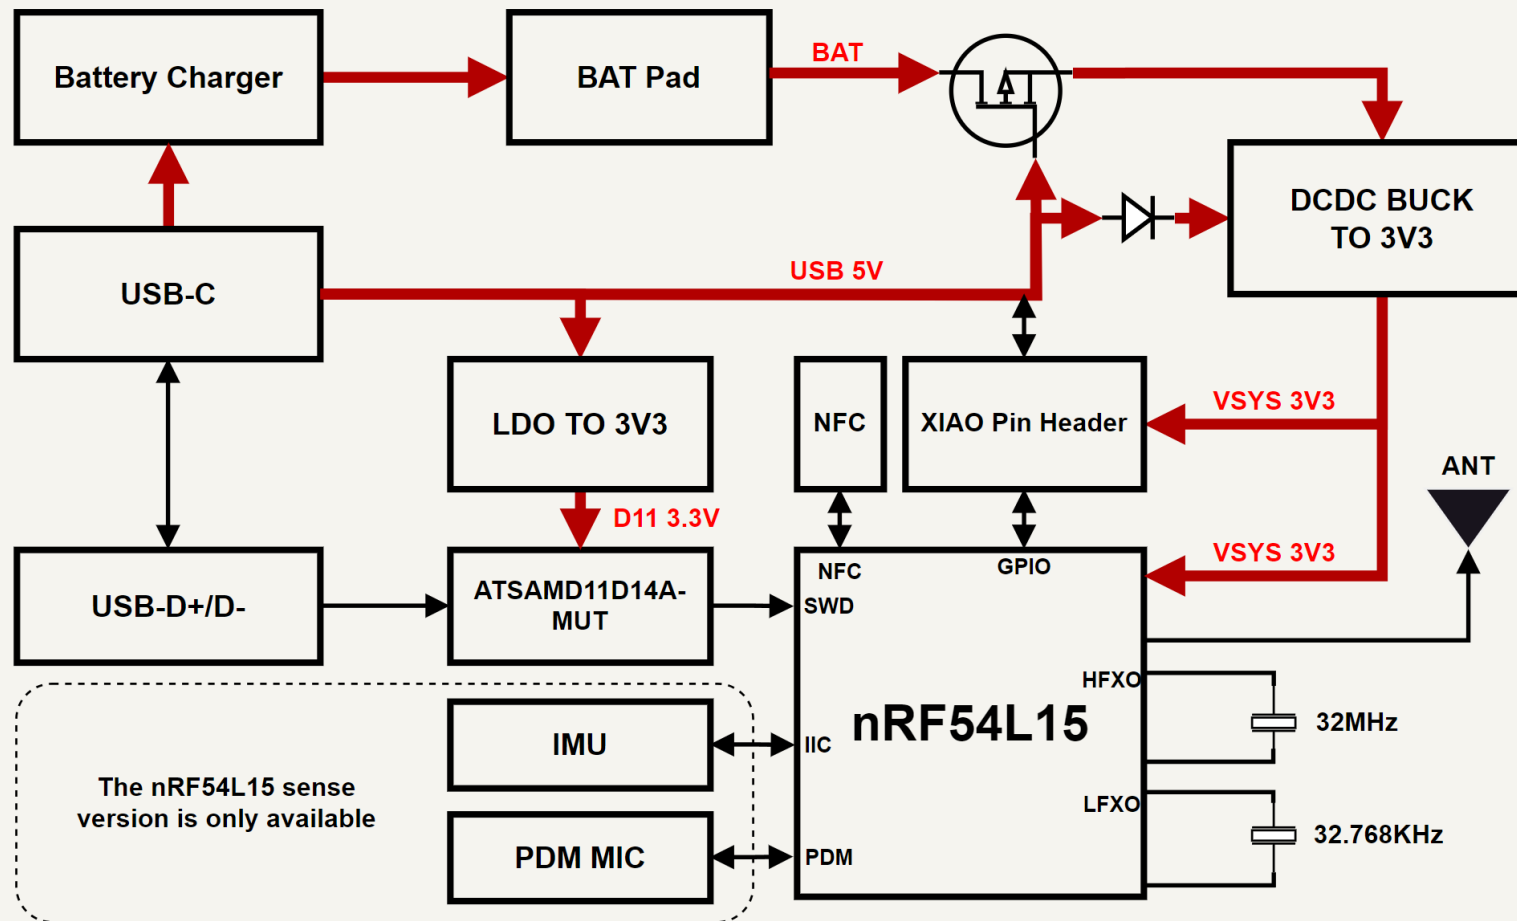 Battery Charger
BAT Pad
BAT
DCDC BUCK
TO 3V3
USB-C
USB 5V
LDO TO 3V3
NFC
XIAO Pin Header
VSYS 3V3
ANT
D11 3.3V
VSYS 3V3
USB-D+/D-
ATSAMD11D14A-
MUT
NFC
GPIO
SWD
HFXO
nRF54L15
32MHz
IMU
IIC
The nRF54L15 sense
version is only available
LFXO
32.768KHz
PDM MIC
PDM